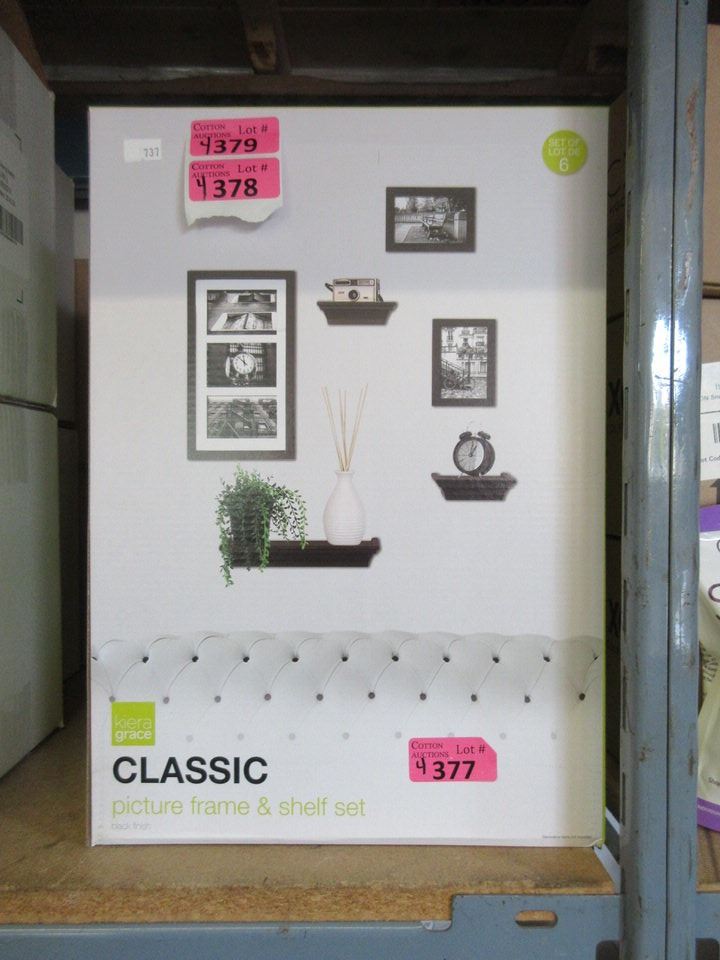 737
COTTON AUCTIONS Lot #
4379
COTTON AUCTIONS Lot #
4378
SET OF
LOT DE
6
kiera
grace
CLASSIC
picture frame & shelf set
black finish
COTTON AUCTIONS Lot #
4377